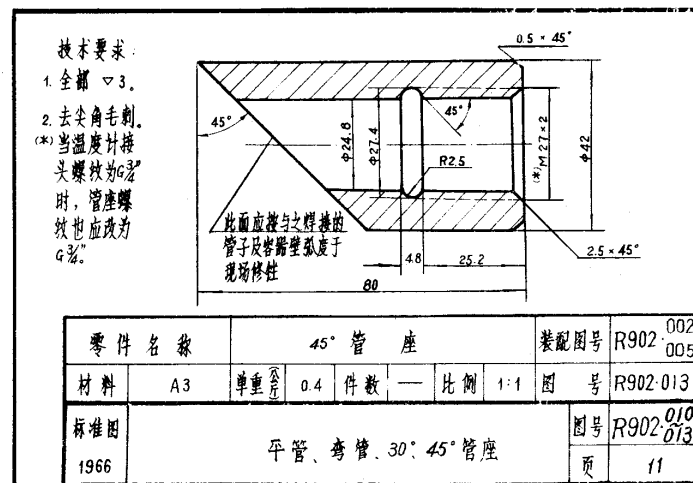 技术要求：
1. 全部 ▽3。
2. 去尖角毛刺。
(*)当温度计接
头螺纹为G3/4"
时，管座螺
纹也应改为
G3/4"。
0.5×45°
45°
45°
φ24.8
φ27.4
R2.5
(*)M27×2
φ42
此面应按与之焊接的
管子及容器壁弧度于
现场修锉
4.8
25.2
2.5×45°
80
零件名称 45°管座 装配图号 R902·002 005
材料 A3 单重(公斤) 0.4 件数 — 比例 1:1 图号 R902·013
标准图 1966
平管、弯管、30°、45°管座
图号 R902·010~013
页 11